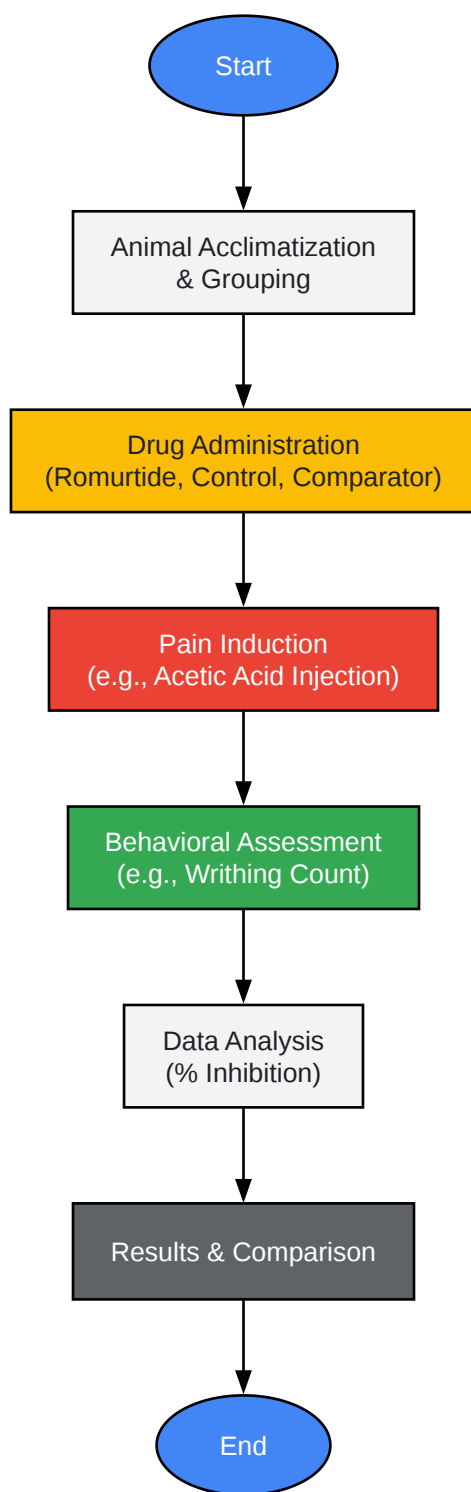 Start
Animal Acclimatization
& Grouping
Drug Administration
(Romurtide, Control, Comparator)
Pain Induction
(e.g., Acetic Acid Injection)
Behavioral Assessment
(e.g., Writhing Count)
Data Analysis
(% Inhibition)
Results & Comparison
End